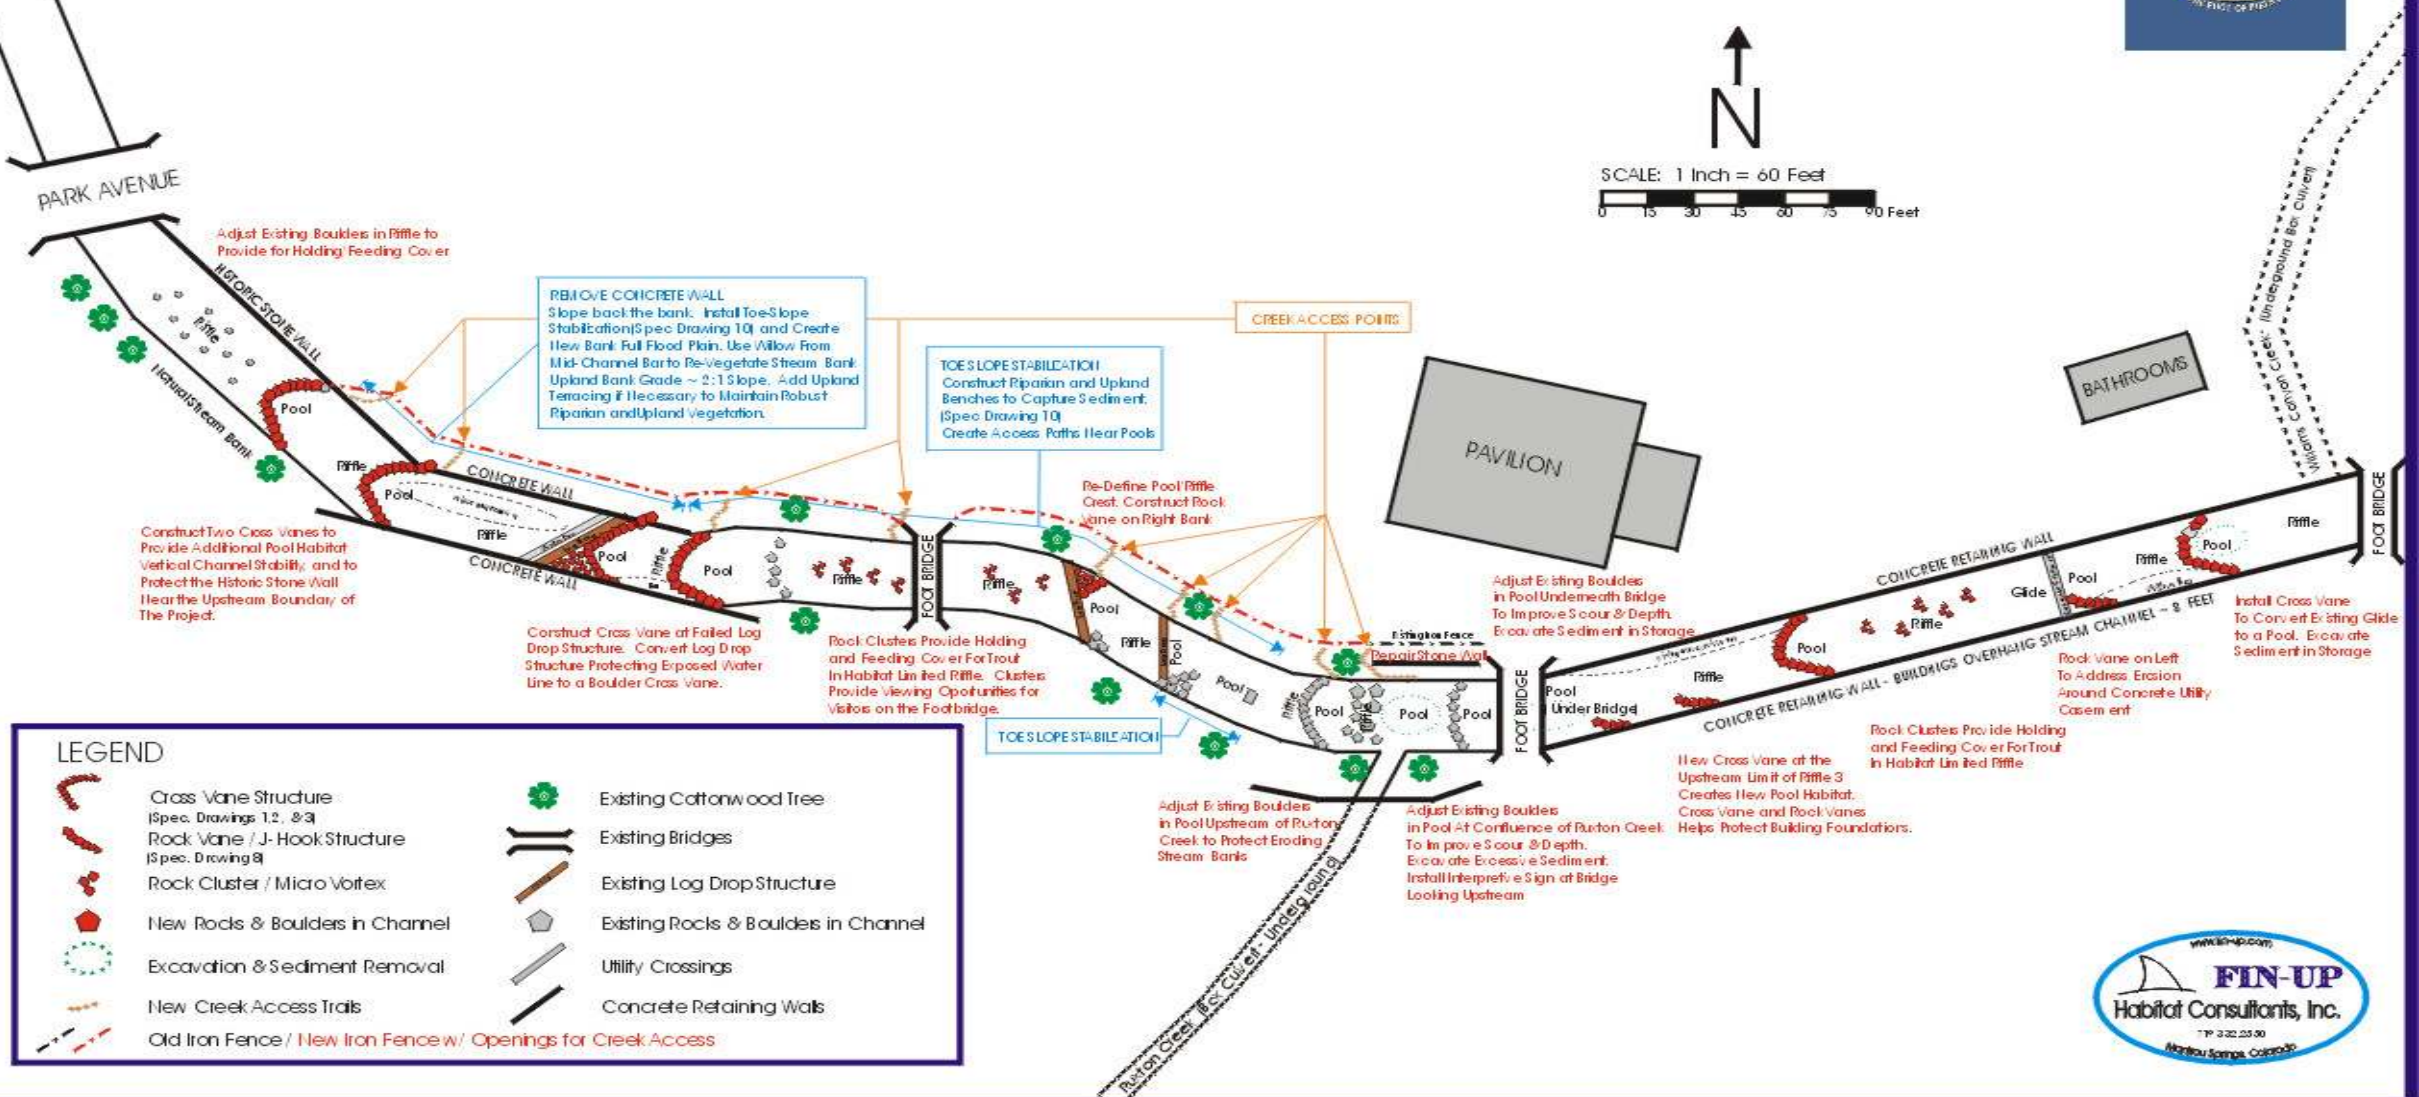 PARK AVENUE
Adjust Existing Boulders in Riffle to
Provide for Holding/Feeding Cover
HISTORIC STONE WALL
Riffle
Natural Stream Bank
Pool
Riffle
Pool
Riffle
CONCRETE WALL
CONCRETE WALL
Pool
Riffle
Pool
Riffle
FOOT BRIDGE
Riffle
Pool
Riffle
Pool
Pool
Riffle
Pool
Riffle
Pool
Pool
FOOT BRIDGE
Pool
Under Bridge
Riffle
Pool
Riffle
Glide
Pool
Riffle
Pool
Riffle
FOOT BRIDGE
REMOVE CONCRETE WALL
Slope back the bank. Install Toe-Slope
Stabilization(Spec Drawing 10) and Create
New Bank Full Flood Plain. Use Willow From
Mid-Channel Bar to Re-Vegetate Stream Bank
Upland Bank Grade ~ 2:1 Slope. Add Upland
Terracing if Necessary to Maintain Robust
Riparian and Upland Vegetation.
TOE SLOPE STABILIZATION
Construct Riparian and Upland
Benches to Capture Sediment.
(Spec Drawing 10)
Create Access Paths Near Pools
CREEK ACCESS POINTS
Re-Define Pool/Riffle
Crest. Construct Rock
Vane on Right Bank
N
SCALE: 1 Inch = 60 Feet
0 15 30 45 60 75 90 Feet
PAVILION
BATHROOMS
Williams Canyon Creek" (Underground Box Culvert)
Construct Two Cross Vanes to
Provide Additional Pool Habitat
Vertical Channel Stability, and to
Protect the Historic Stone Wall
Near the Upstream Boundary of
The Project.
Construct Cross Vane at Failed Log
Drop Structure. Convert Log Drop
Structure Protecting Exposed Water
Line to a Boulder Cross Vane.
Rock Clusters Provide Holding
and Feeding Cover For Trout
In Habitat Limited Riffle. Clusters
Provide Viewing Oportunities for
Visitors on the Footbridge.
TOE SLOPE STABILIZATION
Existing Iron Fence
Repair Stone Wall
Adjust Existing Boulders
in Pool Underneath Bridge
To Improve Scour & Depth.
Excavate Sediment in Storage
CONCRETE RETAINING WALL
CONCRETE RETAINING WALL - BUILDINGS OVERHANG STREAM CHANNEL ~ 8 FEET
Install Cross Vane
To Convert Existing Glide
to a Pool. Excavate
Sediment in Storage
Rock Vane on Left
To Address Erosion
Around Concrete Utility
Casement
Rock Clusters Provide Holding
and Feeding Cover For Trout
In Habitat Limited Riffle
New Cross Vane at the
Upstream Limit of Riffle 3
Creates New Pool Habitat.
Cross Vane and Rock Vanes
Helps Protect Building Foundations.
Adjust Existing Boulders
in Pool Upstream of Ruxton
Creek to Protect Eroding
Stream Banks
Adjust Existing Boulders
in Pool At Confluence of Ruxton Creek
To Improve Scour & Depth.
Excavate Excessive Sediment.
Install Interpretive Sign at Bridge
Looking Upstream
Ruxton Creek" (Box Culvert - Underground)
LEGEND
Cross Vane Structure
(Spec. Drawings 1,2, &3)
Rock Vane / J-Hook Structure
(Spec. Drawing 8)
Rock Cluster / Micro Vortex
New Rocks & Boulders in Channel
Excavation & Sediment Removal
New Creek Access Trails
Old Iron Fence / New Iron Fence w/ Openings for Creek Access
Existing Cottonwood Tree
Existing Bridges
Existing Log Drop Structure
Existing Rocks & Boulders in Channel
Utility Crossings
Concrete Retaining Walls
www.fin-up.com
FIN-UP
Habitat Consultants, Inc.
Manitou Springs, Colorado